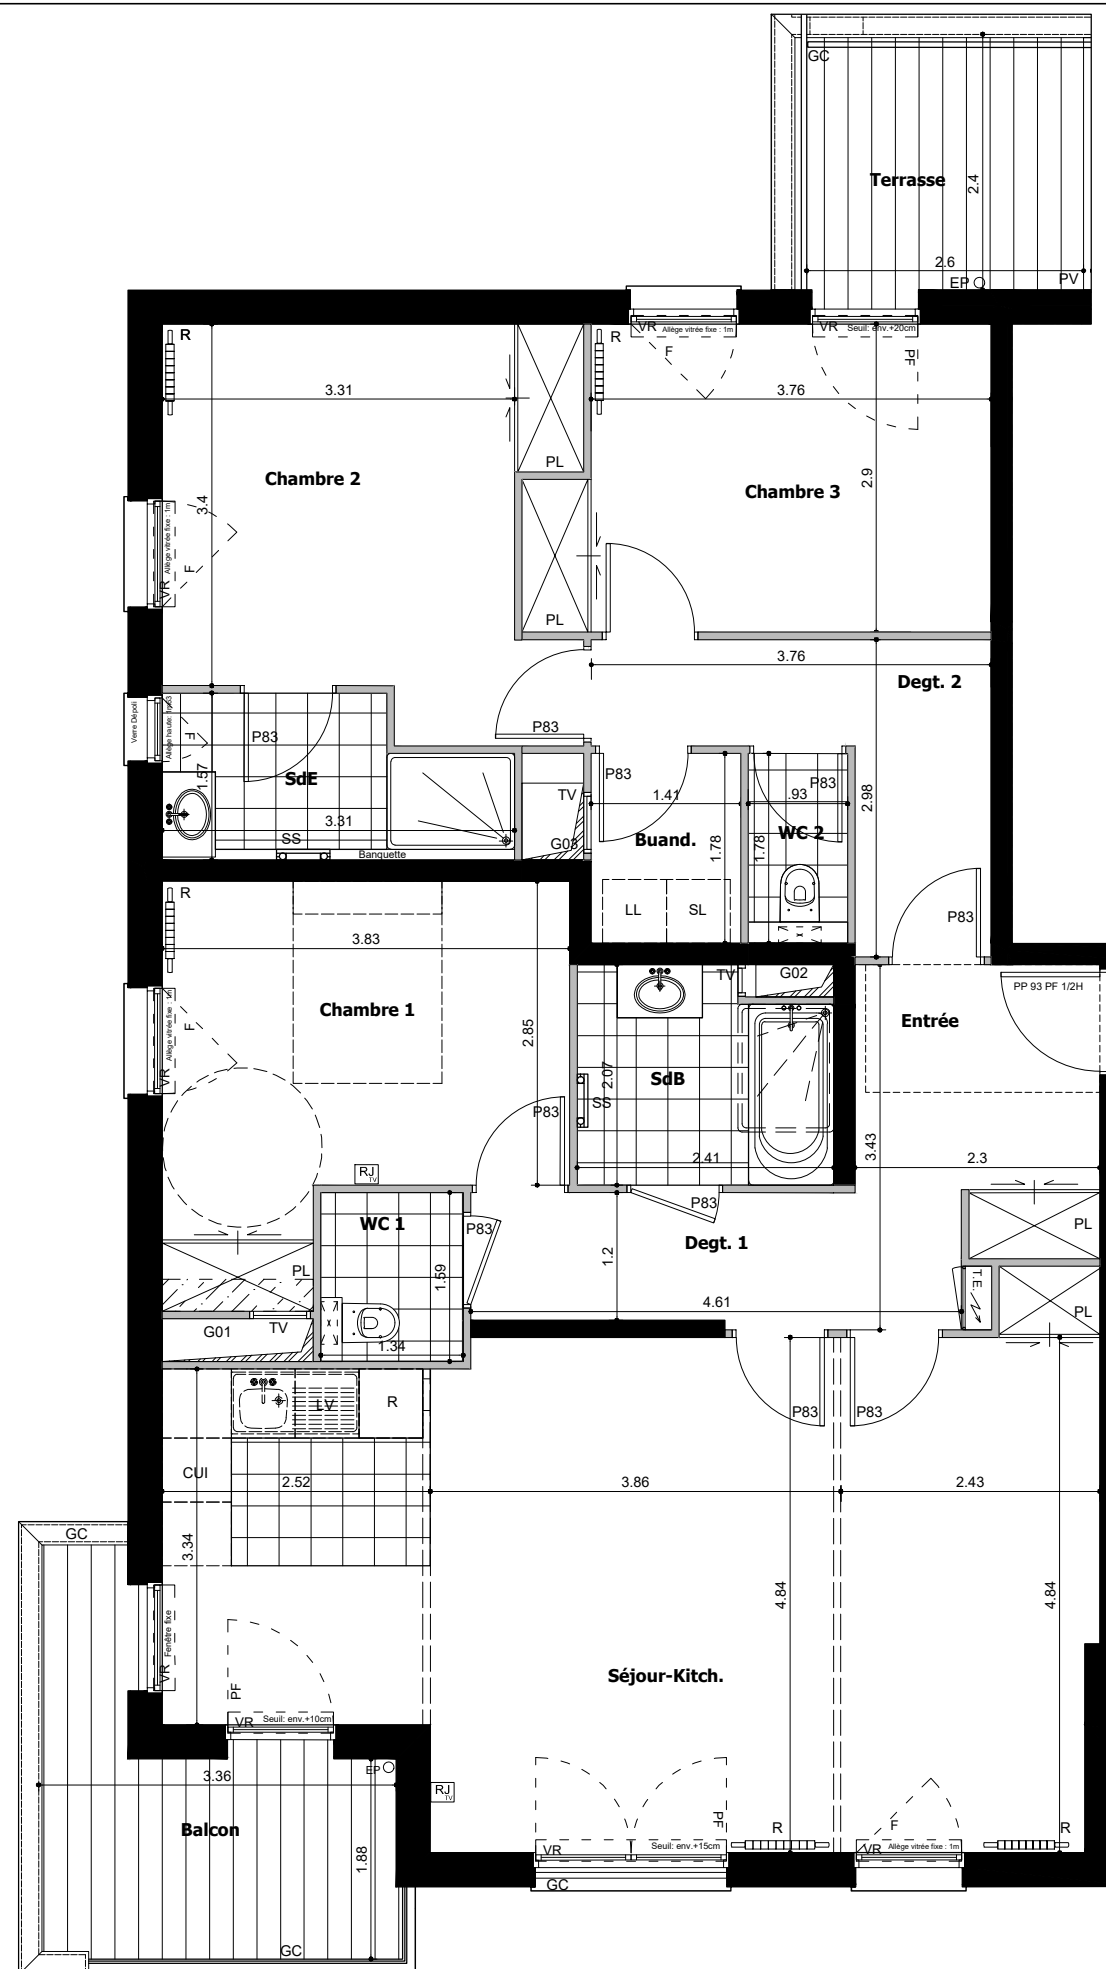 GC
Terrasse
2.4
2.6
EP
PV
R
VR
Allège vitrée fixe : 1m
F
VR
Seuil: env.+20cm
PF
R
3.31
3.76
PL
Chambre 2
Chambre 3
3.4
2.9
Allège vitrée fixe : 1m
F
VR
PL
3.76
Degt. 2
Verre Dépoli
F
P83
P83
SdE
1.57
P83
P83
TV
1.41
.93
2.98
3.31
SS
Banquette
G03
Buand.
WC 2
1.78
1.78
LL
SL
R
3.83
P83
TV
G02
PP 93 PF 1/2H
Chambre 1
Entrée
Allège vitrée fixe : 1m
F
VR
2.85
2.07
SdB
SS
P83
3.43
2.41
2.3
RJ
TV
P83
WC 1
P83
PL
Degt. 1
1.59
1.2
PL
T.E.
4.61
PL
G01
TV
1.34
LV
R
P83
P83
CUI
2.52
3.86
2.43
GC
3.34
4.84
4.84
Fenêtre fixe
VR
PF
Séjour-Kitch.
VR
Seuil: env.+10cm
EP
3.36
RJ
TV
Balcon
PF
R
F
R
VR
Seuil: env.+15cm
VR
Allège vitrée fixe : 1m
1.88
GC
GC